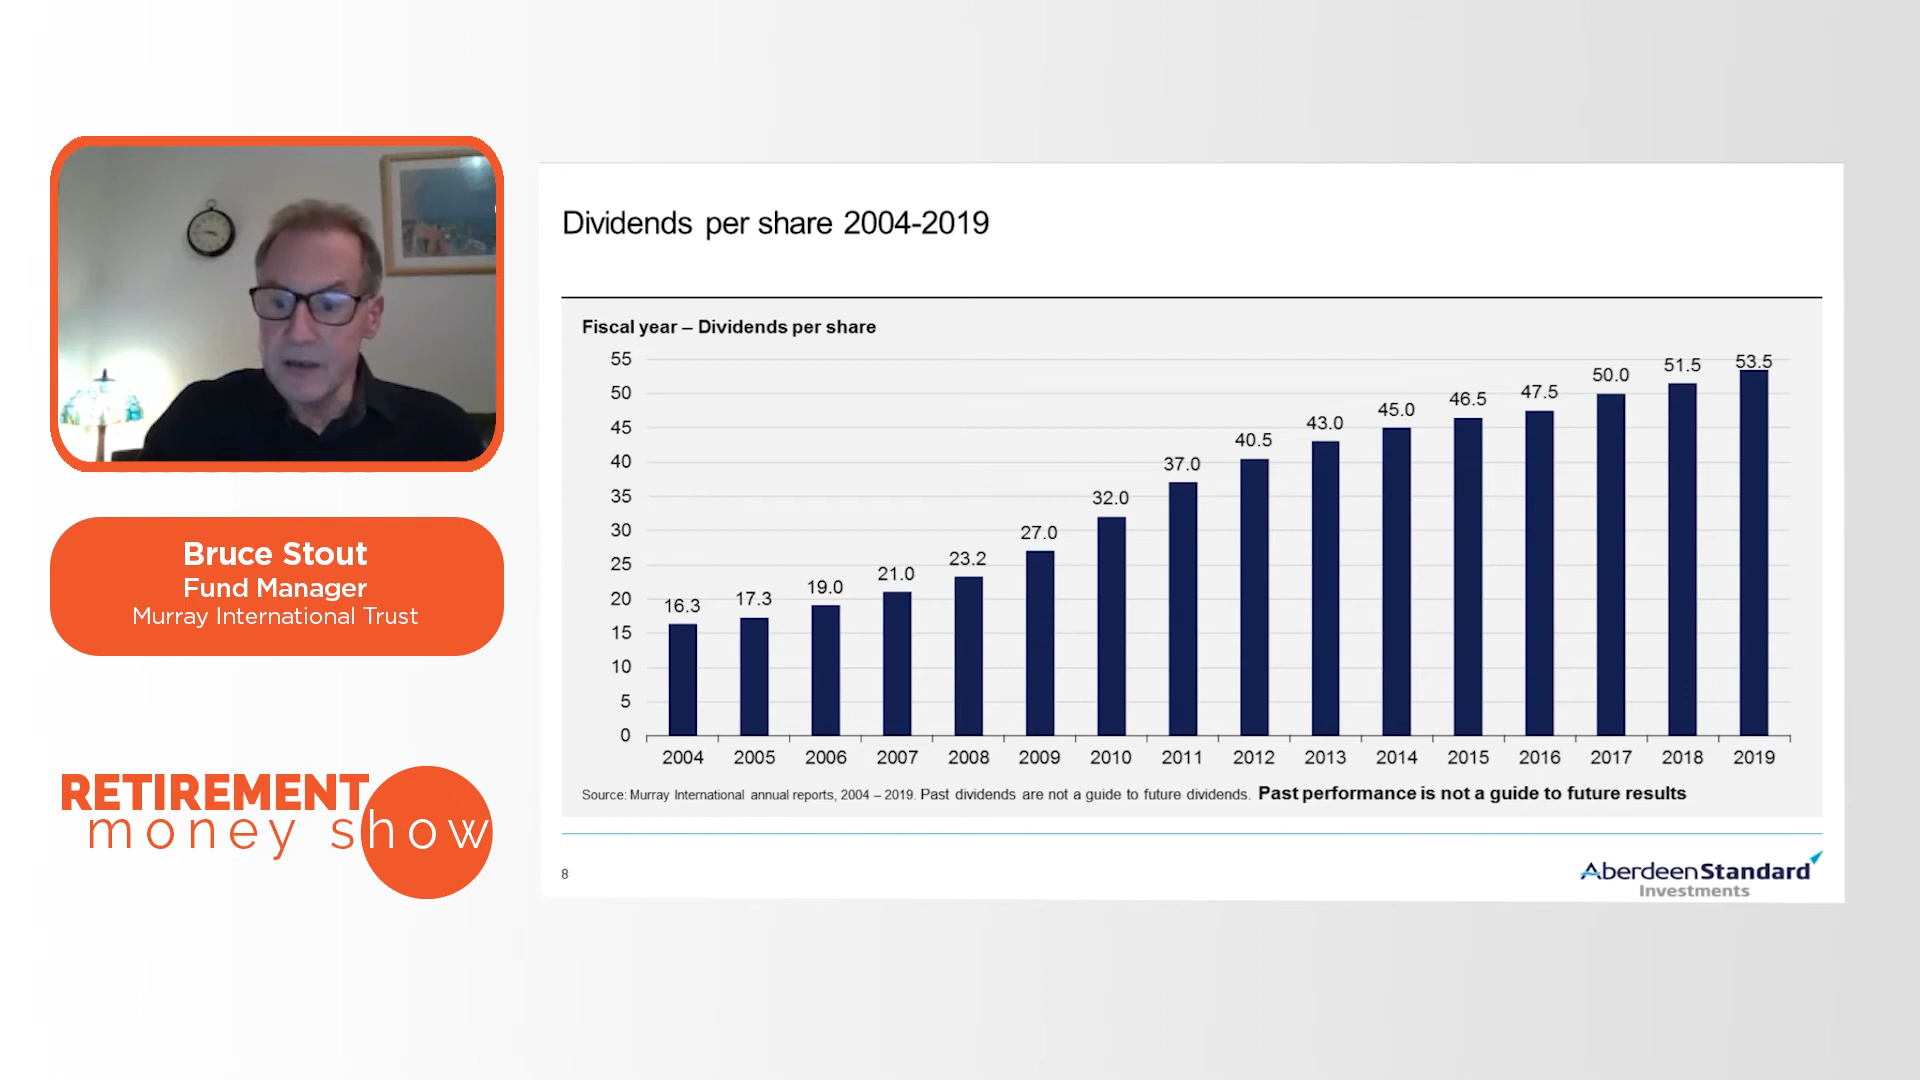 Bruce Stout
Fund Manager
Murray International Trust
RETIREMENT
money show
Dividends per share 2004-2019
Fiscal year – Dividends per share
55
50
45
40
35
30
25
20
15
10
5
0
16.3
17.3
19.0
21.0
23.2
27.0
32.0
37.0
40.5
43.0
45.0
46.5
47.5
50.0
51.5
53.5
2004 2005 2006 2007 2008 2009 2010 2011 2012 2013 2014 2015 2016 2017 2018 2019
Source: Murray International annual reports, 2004 – 2019. Past dividends are not a guide to future dividends. Past performance is not a guide to future results
8
AberdeenStandard
Investments